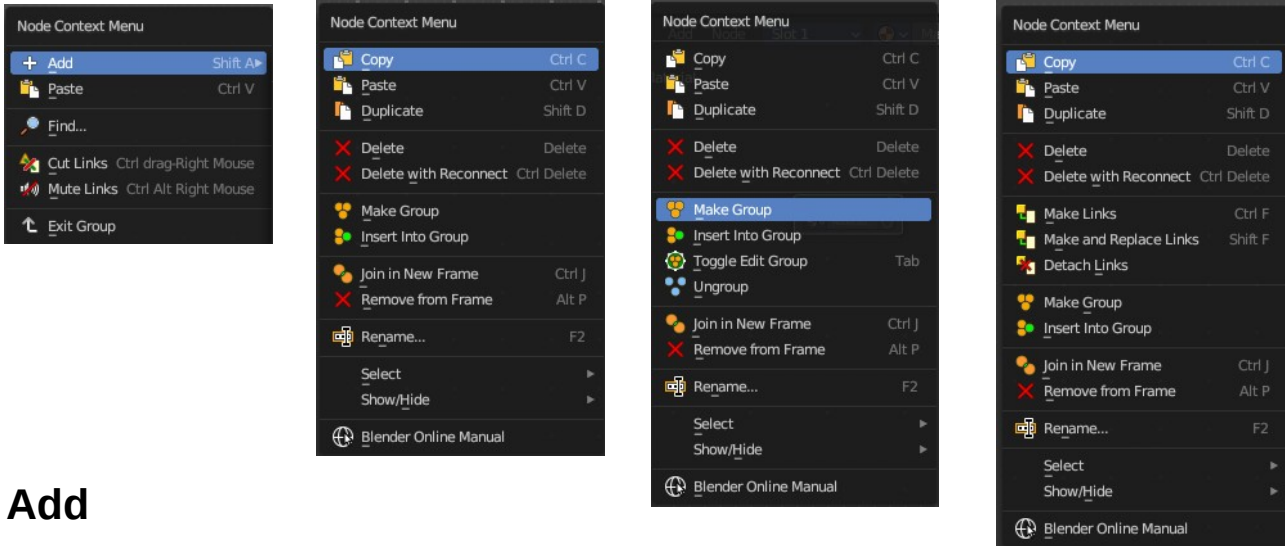 Node Context Menu
Add Shift A
Paste Ctrl V
Find...
Cut Links Ctrl drag-Right Mouse
Mute Links Ctrl Alt Right Mouse
Exit Group
Node Context Menu
Copy Ctrl C
Paste Ctrl V
Duplicate Shift D
Delete Delete
Delete with Reconnect Ctrl Delete
Make Group
Insert Into Group
Join in New Frame Ctrl J
Remove from Frame Alt P
Rename... F2
Select
Show/Hide
Blender Online Manual
Node Context Menu
Add Node Slot 1
Copy Ctrl C
Paste Ctrl V
Duplicate Shift D
Delete Delete
Delete with Reconnect Ctrl Delete
Make Group
Insert Into Group
Toggle Edit Group Tab
Ungroup
Join in New Frame Ctrl J
Remove from Frame Alt P
Rename... F2
Select
Show/Hide
Blender Online Manual
Node Context Menu
Copy Ctrl C
Paste Ctrl V
Duplicate Shift D
Delete Delete
Delete with Reconnect Ctrl Delete
Make Links Ctrl F
Make and Replace Links Shift F
Detach Links
Make Group
Insert Into Group
Join in New Frame Ctrl J
Remove from Frame Alt P
Rename... F2
Select
Show/Hide
Blender Online Manual
Add